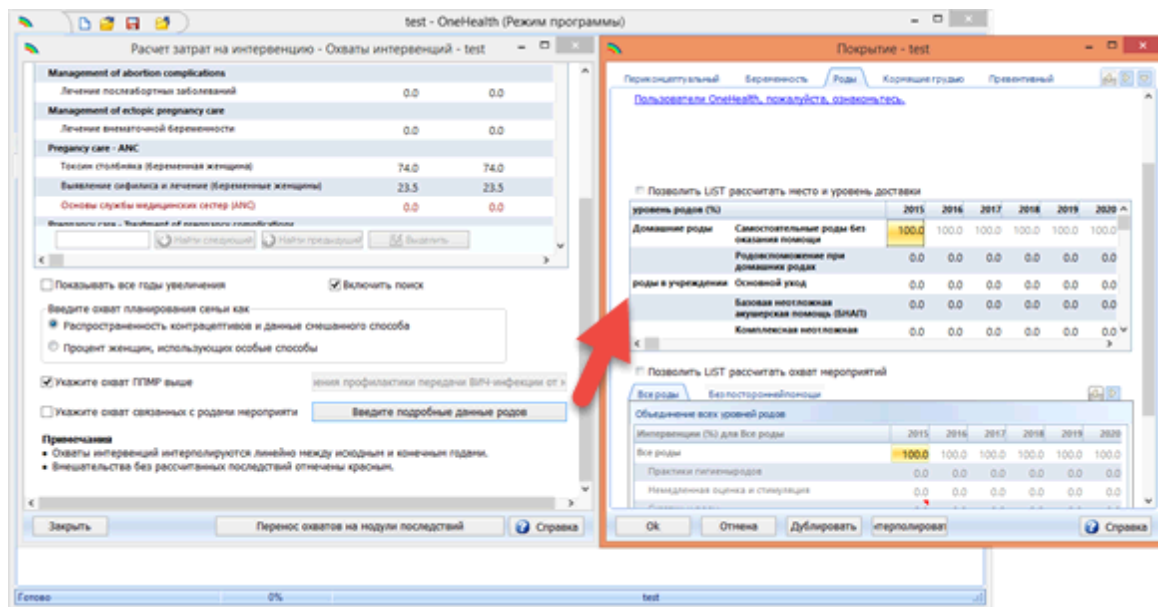 test - OneHealth (Режим программы)
Расчет затрат на интервенцию - Охваты интервенций - test
Management of abortion complications
Лечение послеабортных заболеваний 0.0 0.0
Management of ectopic pregnancy care
Лечение внематочной беременности 0.0 0.0
Pregancy care - ANC
Токсин столбняка (беременная женщина) 74.0 74.0
Выявление сифилиса и лечение (беременные женщины) 23.5 23.5
Основы службы медицинских сестер (ANC) 0.0 0.0
Pregnancy care - Treatment of pregnancy complications
Найти следующий Найти предыдущий Выделить
Показывать все годы увеличения Включить поиск
Введите охват планирования семьи как
Распространенность контрацептивов и данные смешанного способа
Процент женщин, использующих особые способы
Укажите охват ППМР выше ения профилактики передачи ВИЧ-инфекции от
Укажите охват связанных с родами мероприяти Введите подробные данные родов
Примечания
• Охваты интервенций интерполируются линейно между исходным и конечным годами.
• Внешательства без рассчитанных последствий отмечены красным.
Закрыть Перенос охватов на модули последствий Справка
Покрытие - test
Периконцептуальный Беременность Роды Кормящие грудью Превентивный
Пользователи OneHealth, пожалуйста, ознакомьтесь.
Позволить LiST рассчитать место и уровень доставки
уровень родов (%) 2015 2016 2017 2018 2019 2020
Домашние роды Самостоятельные роды без оказания помощи 100.0 100.0 100.0 100.0 100.0 100.0
Родовспоможение при домашних родах 0.0 0.0 0.0 0.0 0.0 0.0
роды в учреждении Основной уход 0.0 0.0 0.0 0.0 0.0 0.0
Базовая неотложная акушерская помощь (БНАП) 0.0 0.0 0.0 0.0 0.0 0.0
Комплексная неотложная 0.0 0.0 0.0 0.0 0.0 0.0
Позволить LiST рассчитать охват мероприятий
Все роды Без постороннейпомощи
Объединение всех уровней родов
Интервенции (%) для Все роды 2015 2016 2017 2018 2019 2020
Все роды 100.0 100.0 100.0 100.0 100.0 100.0
Практики гигиеныродов 0.0 0.0 0.0 0.0 0.0 0.0
Немедленная оценка и стимуляция 0.0 0.0 0.0 0.0 0.0 0.0
Ok Отмена Дублировать нтерполироват Справка
Готово 0% test